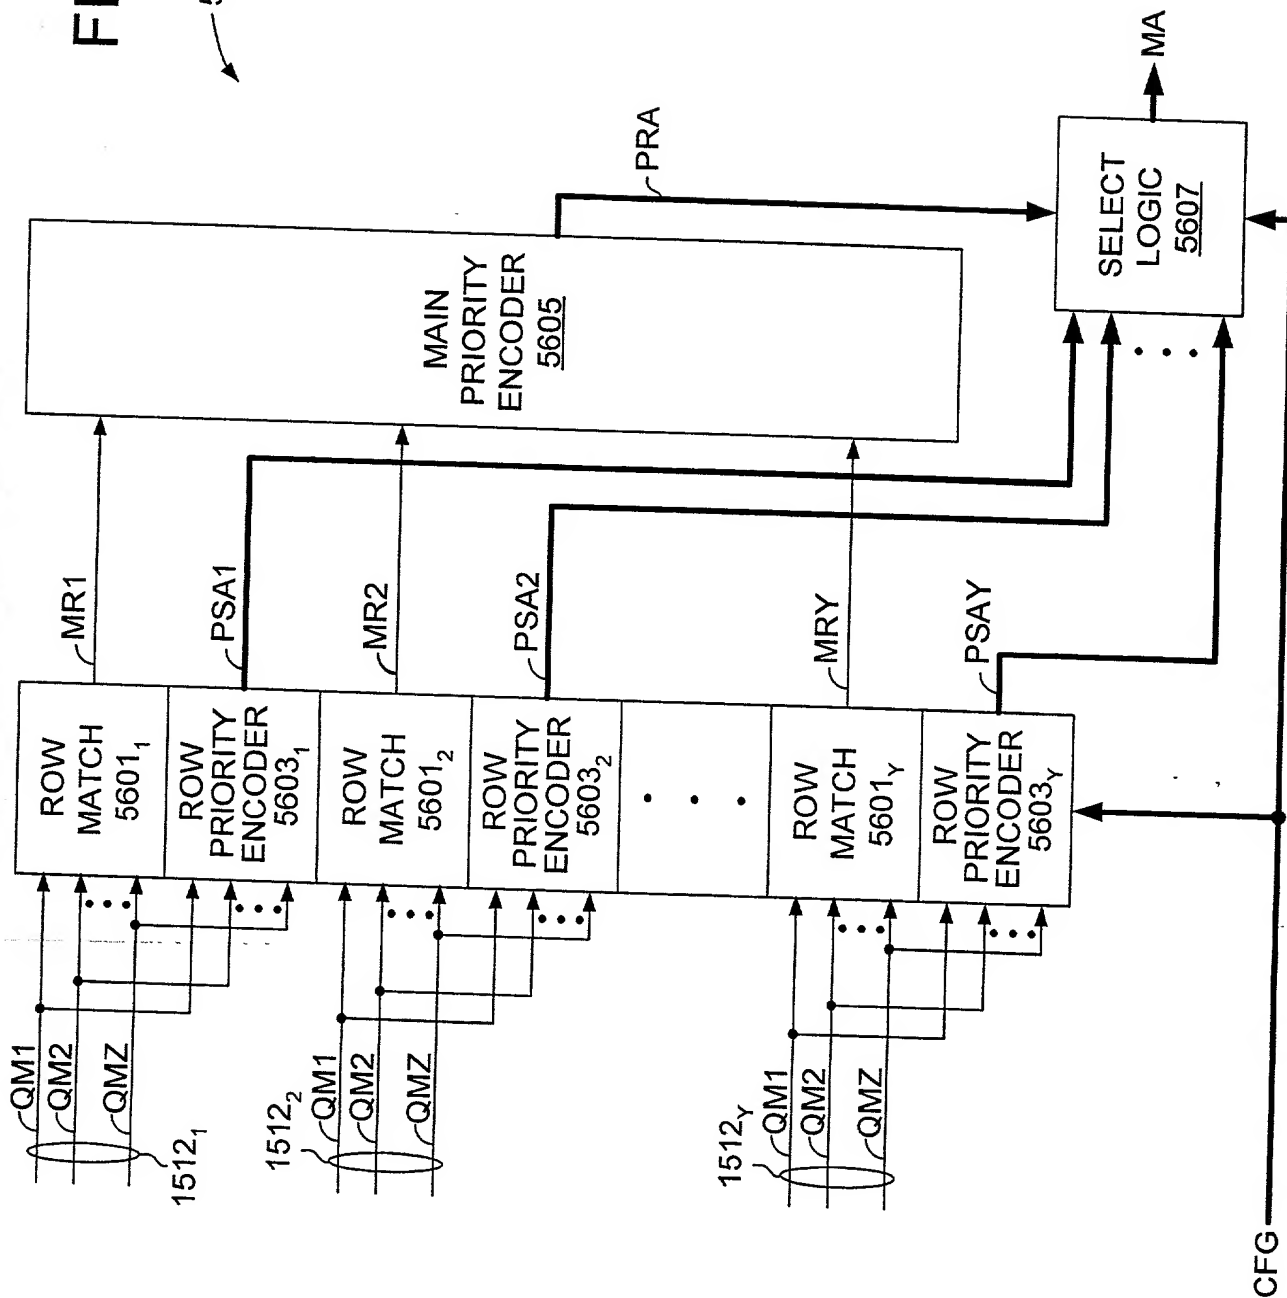 MR1
ROW
MATCH
5601₁
QM1
QM2
QMZ
1512₁
PSA1
ROW
PRIORITY
ENCODER
5603₁
MR2
ROW
MATCH
5601₂
QM1
QM2
QMZ
1512₂
PSA2
ROW
PRIORITY
ENCODER
5603₂
MRY
ROW
MATCH
5601Y
QM1
QM2
QMZ
1512Y
PSAY
ROW
PRIORITY
ENCODER
5603Y
MAIN
PRIORITY
ENCODER
5605
PRA
SELECT
LOGIC
5607
MA
CFG